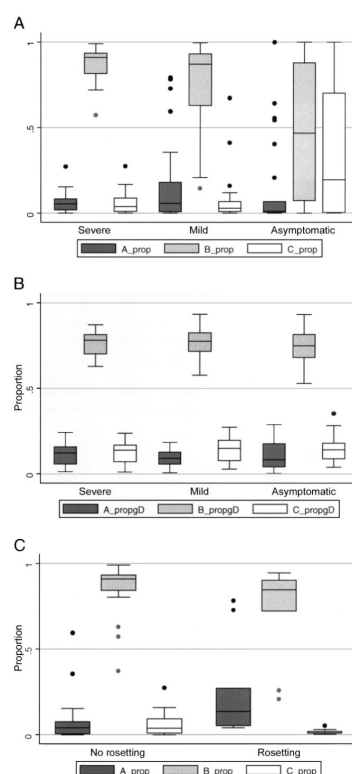 A
1
.5
0
Severe Mild Asymptomatic
A_prop B_prop C_prop
B
1
Proportion
.5
0
Severe Mild Asymptomatic
A_propgD B_propgD C_propgD
C
1
Proportion
.5
0
No rosetting Rosetting
A_prop B_prop C_prop